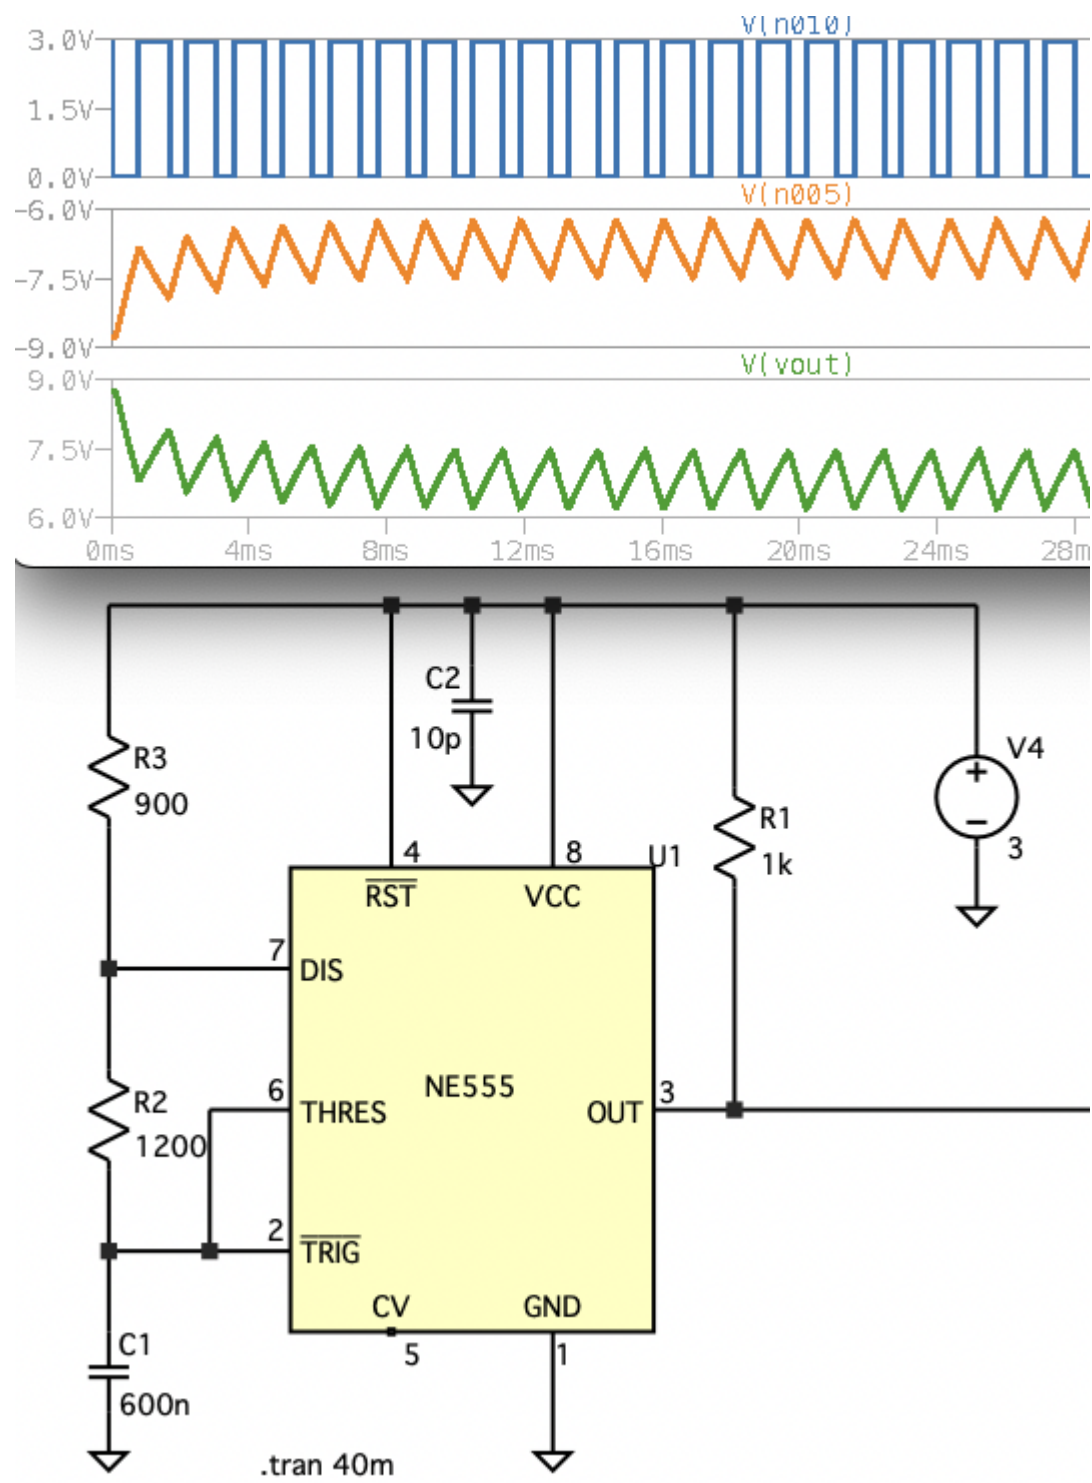 V(n010)
3.0V
1.5V
0.0V
V(n005)
-6.0V
-7.5V
-9.0V
V(vout)
9.0V
7.5V
6.0V
0ms 4ms 8ms 12ms 16ms 20ms 24ms 28m
C2
10p
R3
900
V4
3
R1
1k
4 8 U1
RST VCC
7
DIS
NE555
6 3
THRES OUT
R2
1200
2
TRIG
CV GND
5 1
C1
600n
.tran 40m